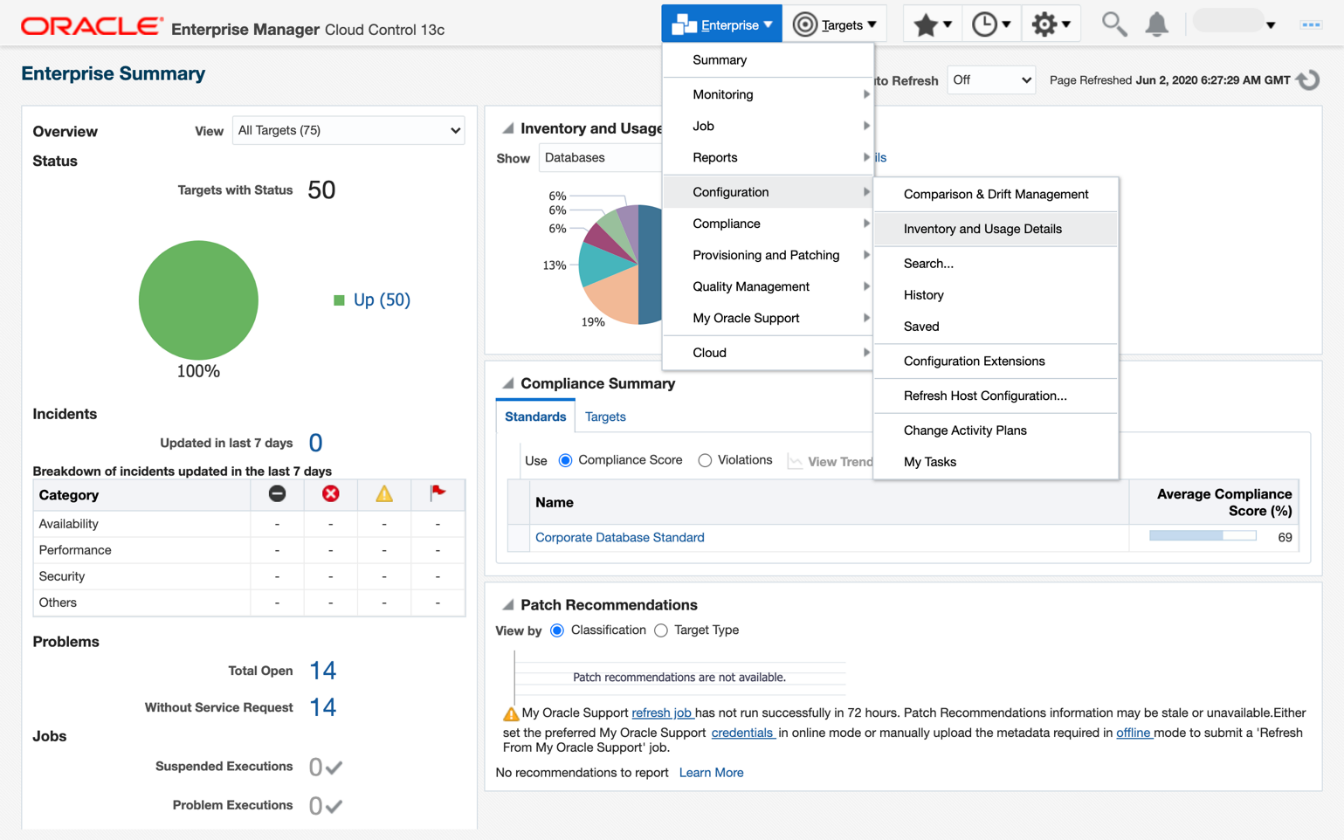 ORACLE® Enterprise Manager Cloud Control 13c
Enterprise
Targets
Enterprise Summary
to Refresh
Off
Page Refreshed Jun 2, 2020 6:27:29 AM GMT
Summary
Monitoring
Job
Reports
Configuration
Compliance
Provisioning and Patching
Quality Management
My Oracle Support
Cloud
Comparison & Drift Management
Inventory and Usage Details
Search...
History
Saved
Configuration Extensions
Refresh Host Configuration...
Change Activity Plans
My Tasks
Overview
View
All Targets (75)
Status
Targets with Status 50
Up (50)
100%
Incidents
Updated in last 7 days 0
Breakdown of incidents updated in the last 7 days
Category
Availability - - - -
Performance - - - -
Security - - - -
Others - - - -
Problems
Total Open 14
Without Service Request 14
Jobs
Suspended Executions 0
Problem Executions 0
Inventory and Usage
Show Databases
ils
6%
6%
6%
13%
19%
Compliance Summary
Standards Targets
Use Compliance Score Violations View Trend
Name Average Compliance
Score (%)
Corporate Database Standard 69
Patch Recommendations
View by Classification Target Type
Patch recommendations are not available.
My Oracle Support refresh job has not run successfully in 72 hours. Patch Recommendations information may be stale or unavailable.Either
set the preferred My Oracle Support credentials in online mode or manually upload the metadata required in offline mode to submit a 'Refresh
From My Oracle Support' job.
No recommendations to report Learn More